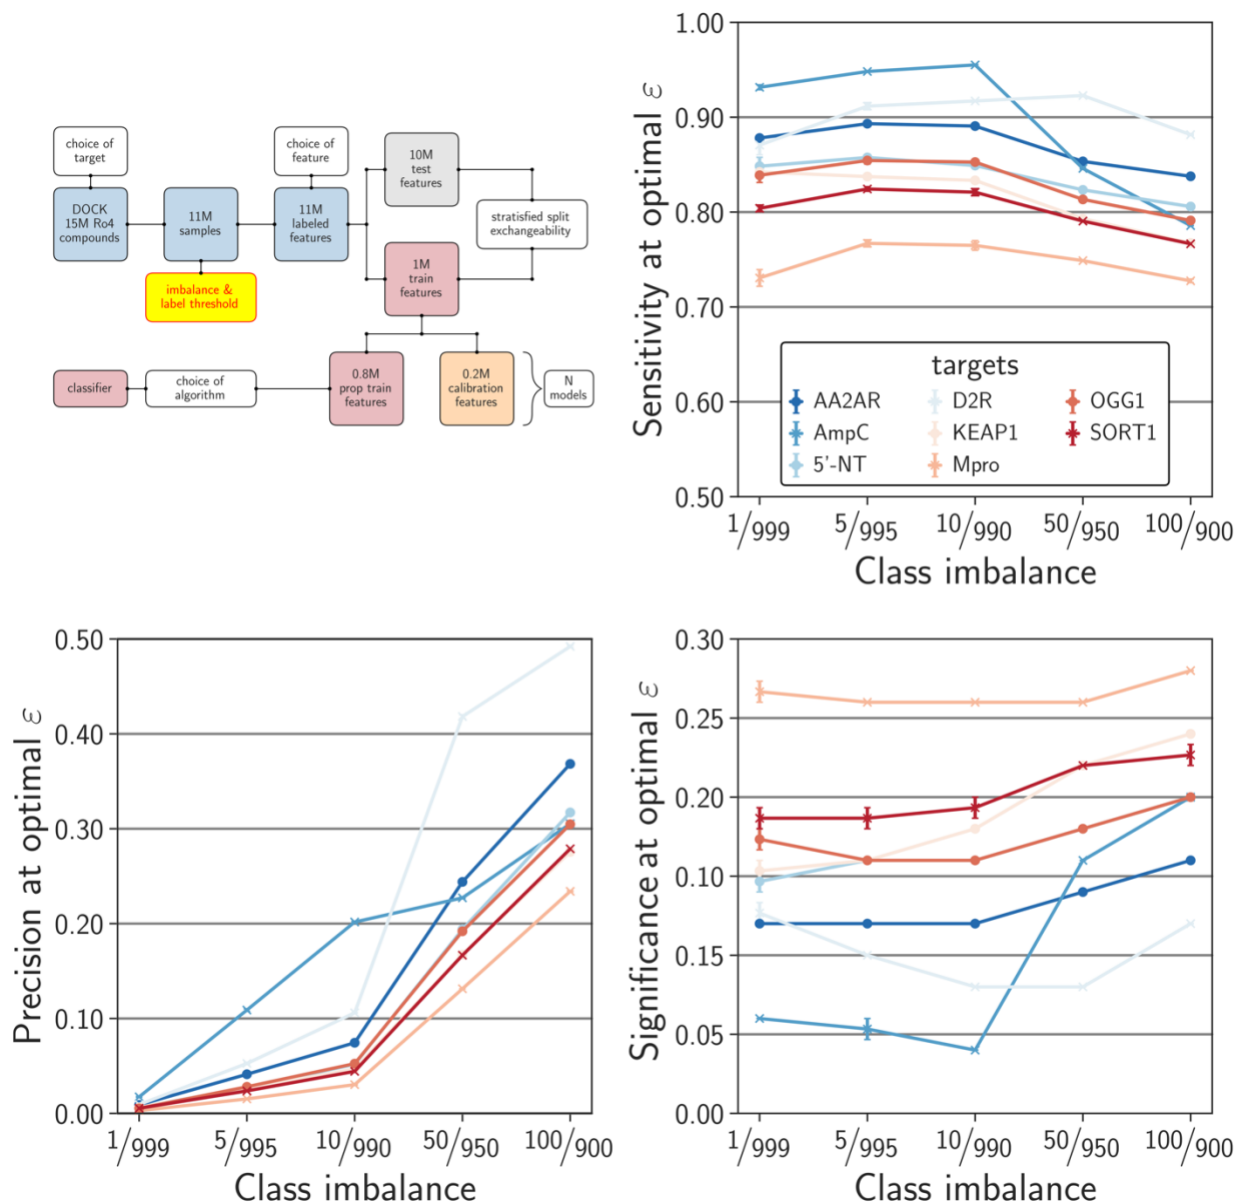 choice of
target
choice of
feature
10M
test
features
DOCK
15M Ro4
compounds
11M
samples
11M
labeled
features
stratisfied split
exchangeability
imbalance &
label threshold
1M
train
features
classifier
choice of
algorithm
0.8M
prop train
features
0.2M
calibration
features
N
models
Sensitivity at optimal ε
1.00
0.90
0.80
0.70
0.60
0.50
targets
AA2AR
D2R
OGG1
AmpC
KEAP1
SORT1
5'-NT
Mpro
1/999
5/995
10/990
50/950
100/900
Class imbalance
Precision at optimal ε
0.50
0.40
0.30
0.20
0.10
0.00
1/999
5/995
10/990
50/950
100/900
Class imbalance
Significance at optimal ε
0.30
0.25
0.20
0.10
0.15
0.05
0.00
1/999
5/995
10/990
50/950
100/900
Class imbalance